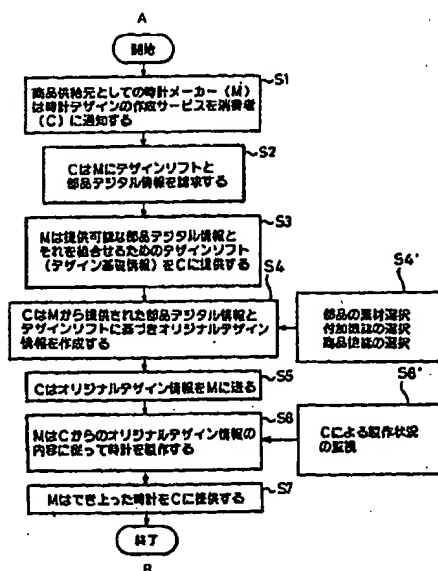 A
開始
S1
商品供給元としての時計メーカー（M）
は時計デザインの作成サービスを消費者
（C）に通知する
S2
CはMにデザインソフトと
部品デジタル情報を請求する
S3
Mは提供可能な部品デジタル情報と
それを組合せるためのデザインソフト
（デザイン基礎情報）をCに提供する
S4
CはMから提供された部品デジタル情報と
デザインソフトに基づきオリジナルデザイン
情報を作成する
S4'
部品の素材選択
付加機能の選択
商品機能の選択
S5
CはオリジナルデザインI情報をMに送る
S6
MはCからのオリジナルデザイン情報の
内容に従って時計を製作する
S6'
Cによる製作状況
の監視
S7
Mはでき上った時計をCに提供する
終了
B